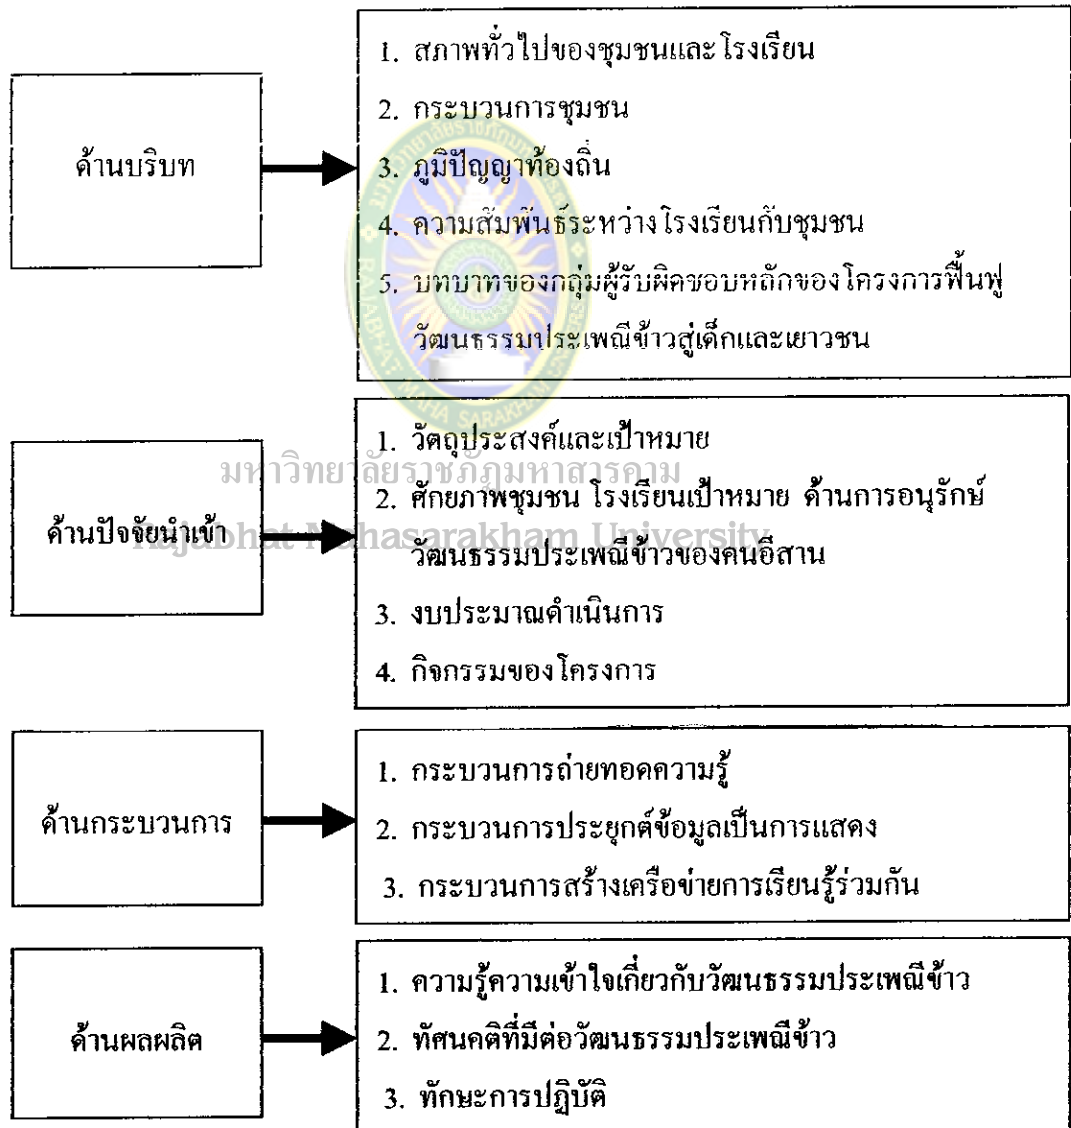 ด้านบริบท
1. สภาพทั่วไปของชุมชนและโรงเรียน
2. กระบวนการชุมชน
3. ภูมิปัญญาท้องถิ่น
4. ความสัมพันธ์ระหว่างโรงเรียนกับชุมชน
5. บทบาทของกลุ่มผู้รับผิดชอบหลักของโครงการฟื้นฟู
วัฒนธรรมประเพณีข้าวสู่เด็กและเยาวชน
RAJABHAT MAHA SARAKHAM UNIVERSITY
มหาวิทยาลัยราชภัฏมหาสารคาม
Rajabhat Mahasarakham University
ด้านปัจจัยนำเข้า
1. วัตถุประสงค์และเป้าหมาย
2. ศักยภาพชุมชน โรงเรียนเป้าหมาย ด้านการอนุรักษ์
วัฒนธรรมประเพณีข้าวของคนอีสาน
3. งบประมาณดำเนินการ
4. กิจกรรมของโครงการ
ด้านกระบวนการ
1. กระบวนการถ่ายทอดความรู้
2. กระบวนการประยุกต์ข้อมูลเป็นการแสดง
3. กระบวนการสร้างเครือข่ายการเรียนรู้ร่วมกัน
ด้านผลผลิต
1. ความรู้ความเข้าใจเกี่ยวกับวัฒนธรรมประเพณีข้าว
2. ทัศนคติที่มีต่อวัฒนธรรมประเพณีข้าว
3. ทักษะการปฏิบัติ